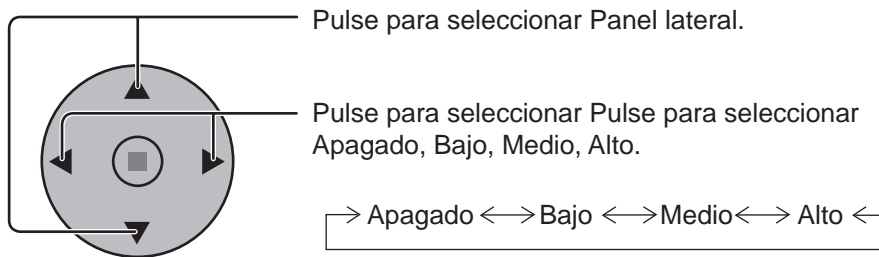 Pulse para seleccionar Panel lateral.
Pulse para seleccionar Pulse para seleccionar
Apagado, Bajo, Medio, Alto.
Apagado Bajo Medio Alto